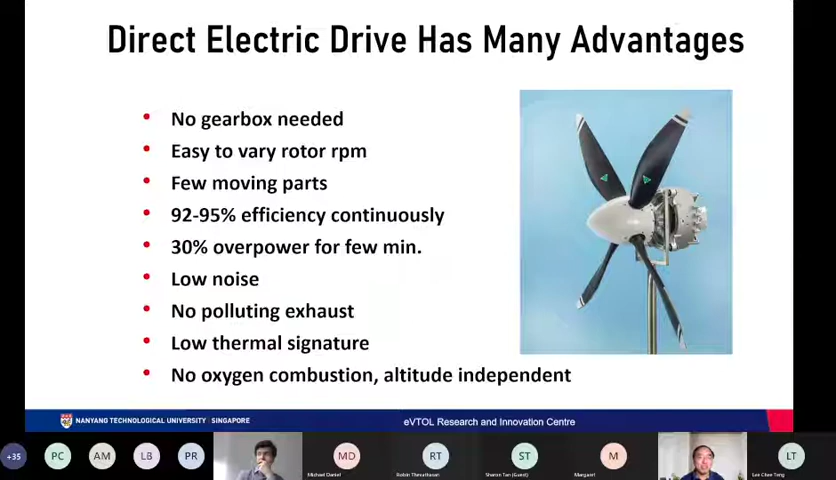 Direct Electric Drive Has Many Advantages
• No gearbox needed
• Easy to vary rotor rpm
• Few moving parts
• 92-95% efficiency continuously
• 30% overpower for few min.
• Low noise
• No polluting exhaust
• Low thermal signature
• No oxygen combustion, altitude independent
NANYANG TECHNOLOGICAL UNIVERSITY | SINGAPORE
eVTOL Research and Innovation Centre
+35 PC AM LB PR MD RT ST M LT
Michael Daniel Sharon Tan (Guest) Margaret Lee Chee Teng